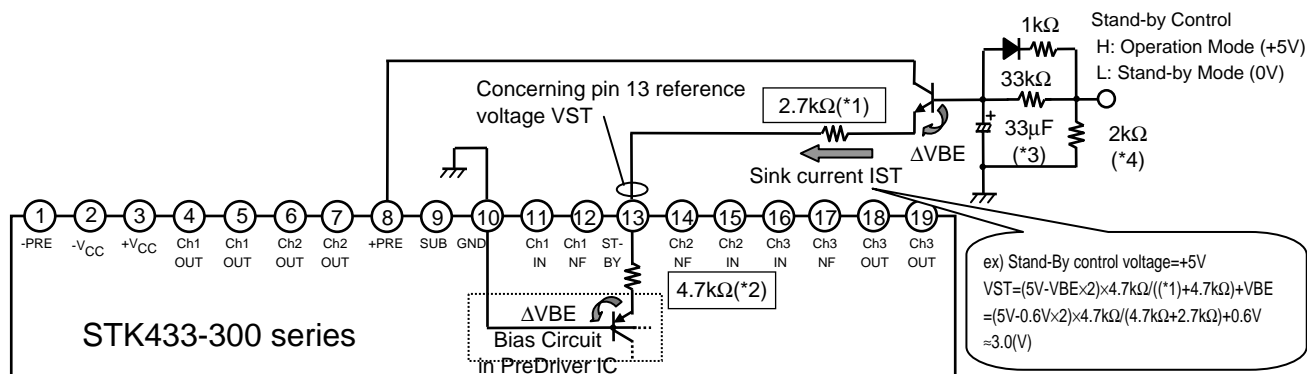 1kΩ
Stand-by Control
H: Operation Mode (+5V)
L: Stand-by Mode (0V)
33kΩ
Concerning pin 13 reference
voltage VST
2.7kΩ(*1)
33µF
(*3)
2kΩ
(*4)
ΔVBE
Sink current IST
1 2 3 4 5 6 7 8 9 10 11 12 13 14 15 16 17 18 19
-PRE -VCC +VCC Ch1 Ch1 Ch2 Ch2 +PRE SUB GND Ch1 Ch1 ST- Ch2 Ch2 Ch3 Ch3 Ch3 Ch3
OUT OUT OUT OUT IN NF BY NF IN IN NF OUT OUT
4.7kΩ(*2)
ΔVBE
Bias Circuit
in PreDriver IC
STK433-300 series
ex) Stand-By control voltage=+5V
VST=(5V-VBE×2)×4.7kΩ/((*1)+4.7kΩ)+VBE
=(5V-0.6V×2)×4.7kΩ/(4.7kΩ+2.7kΩ)+0.6V
≈3.0(V)